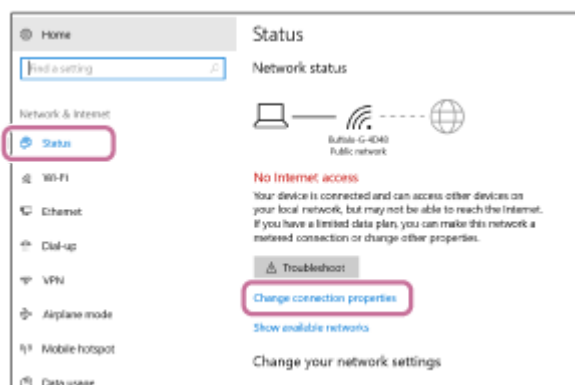 Home
Find a setting
Network & Internet
Status
Wi-Fi
Ethernet
Dial-up
VPN
Airplane mode
Mobile hotspot
Data usage
Status
Network status
Buffalo-G-4D40
Public network
No Internet access
Your device is connected and can access other devices on
your local network, but may not be able to reach the Internet.
If you have a limited data plan, you can make this network a
metered connection or change other properties.
Troubleshoot
Change connection properties
Show available networks
Change your network settings